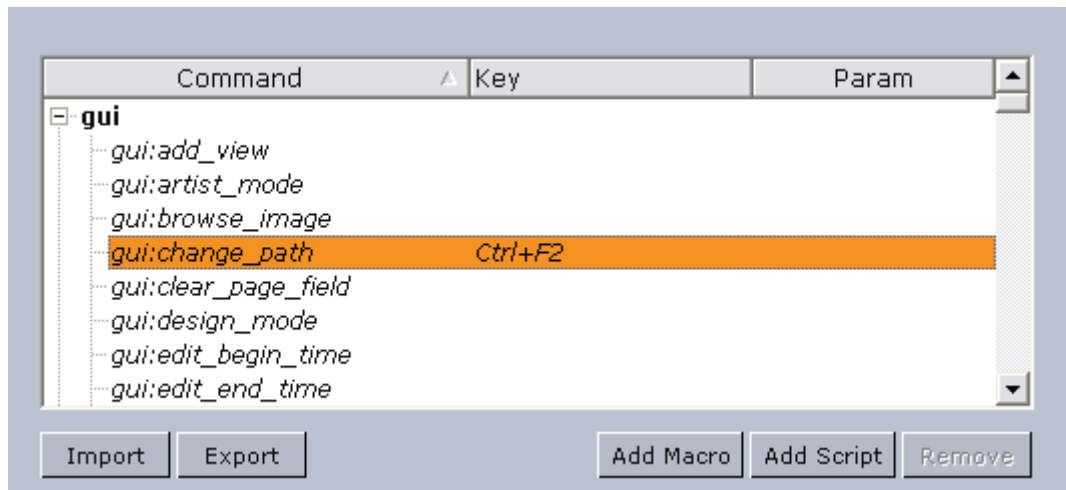 Command Key Param
gui
gui:add_view
gui:artist_mode
gui:browse_image
gui:change_path Ctrl+F2
gui:clear_page_field
gui:design_mode
gui:edit_begin_time
gui:edit_end_time
Import Export Add Macro Add Script Remove